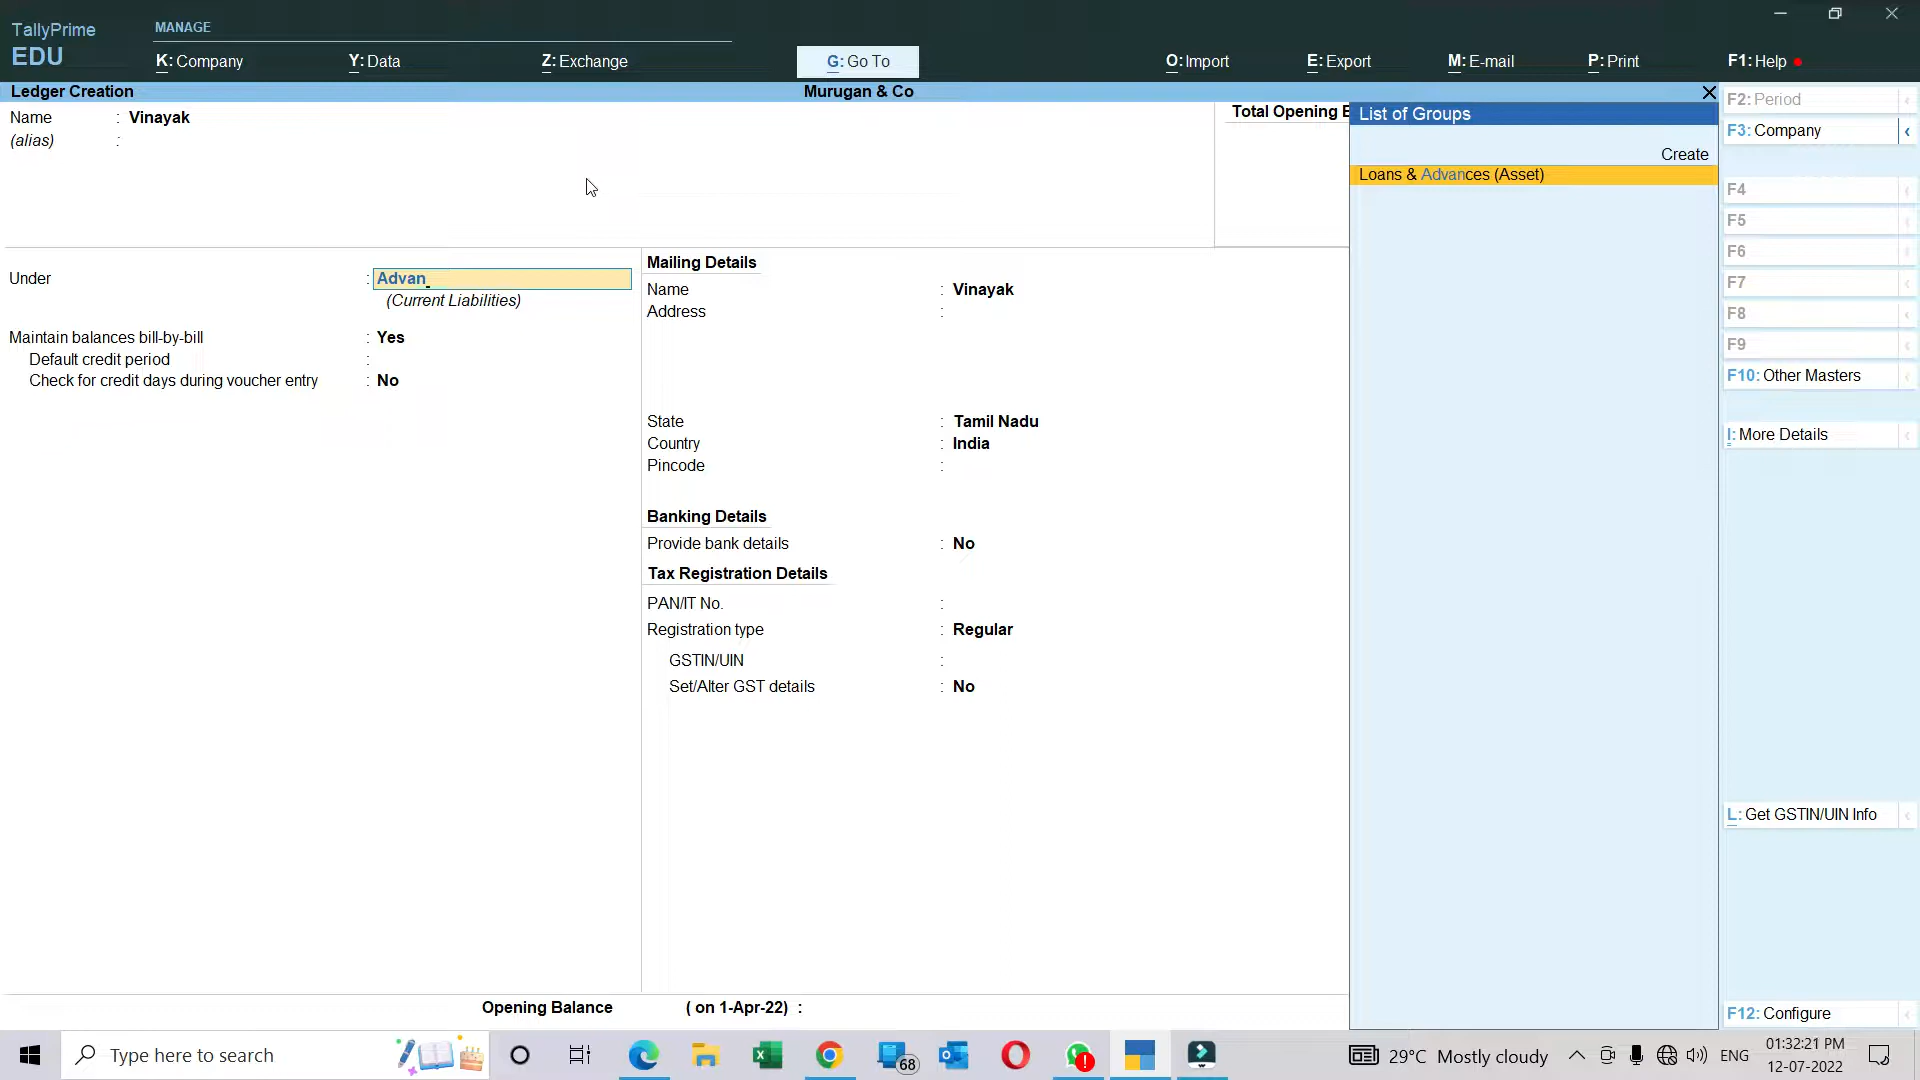 TallyPrime
EDU
MANAGE
K: Company
Y: Data
Z: Exchange
G: Go To
O: Import
E: Export
M: E-mail
P: Print
F1: Help
Ledger Creation
Murugan & Co
Name : Vinayak
(alias) :
Total Opening B
Under : Advan
(Current Liabilities)
Maintain balances bill-by-bill : Yes
Default credit period :
Check for credit days during voucher entry : No
Mailing Details
Name : Vinayak
Address :
State : Tamil Nadu
Country : India
Pincode :
Banking Details
Provide bank details : No
Tax Registration Details
PAN/IT No. :
Registration type : Regular
GSTIN/UIN :
Set/Alter GST details : No
Opening Balance ( on 1-Apr-22) :
List of Groups
Create
Loans & Advances (Asset)
F2: Period
F3: Company
F4
F5
F6
F7
F8
F9
F10: Other Masters
I: More Details
L: Get GSTIN/UIN Info
F12: Configure
Type here to search
68
29°C Mostly cloudy
ENG
01:32:21 PM
12-07-2022